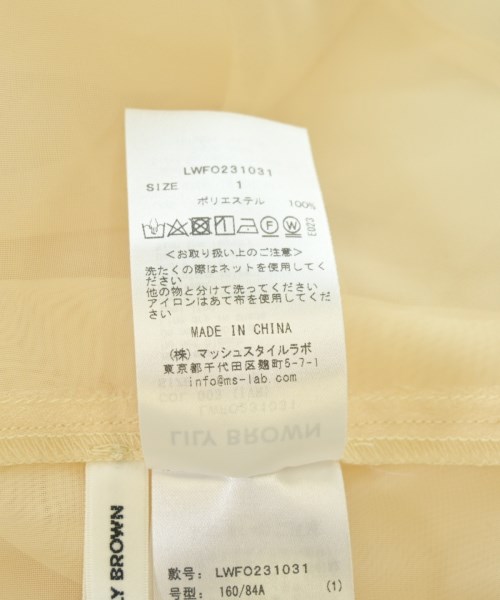 LWFO231031
SIZE 1
ポリエステル 100%
F W E023
<お取り扱い上のご注意>
洗たくの際はネットを使用してくだ
さい
他の物と分けて洗ってください
アイロンはあて布を使用してくださ
い
MADE IN CHINA
(株) マッシュスタイルラボ
東京都千代田区麹町5-7-1
info@ms-lab.com
LILY BROWN
LY BROWN
款号: LWFO231031
号型: 160/84A (1)